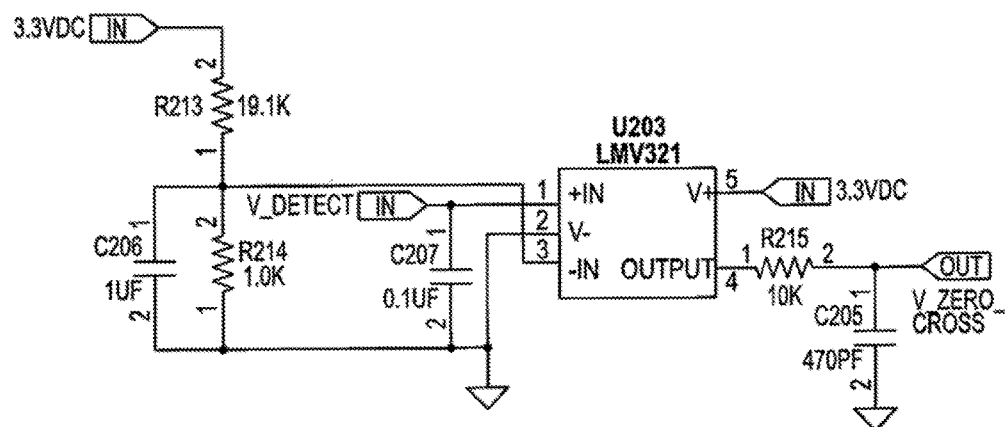 3.3VDC IN
2
R213 19.1K
1
U203
LMV321
V_DETECT IN
1 +IN
2 V-
3 -IN
V+ 5 IN 3.3VDC
OUTPUT 4
1 R215 2
10K
OUT
V_ZERO_
CROSS
1
C206
1UF
2
2
R214
1.0K
1
1
C207
0.1UF
2
1
C205
470PF
2